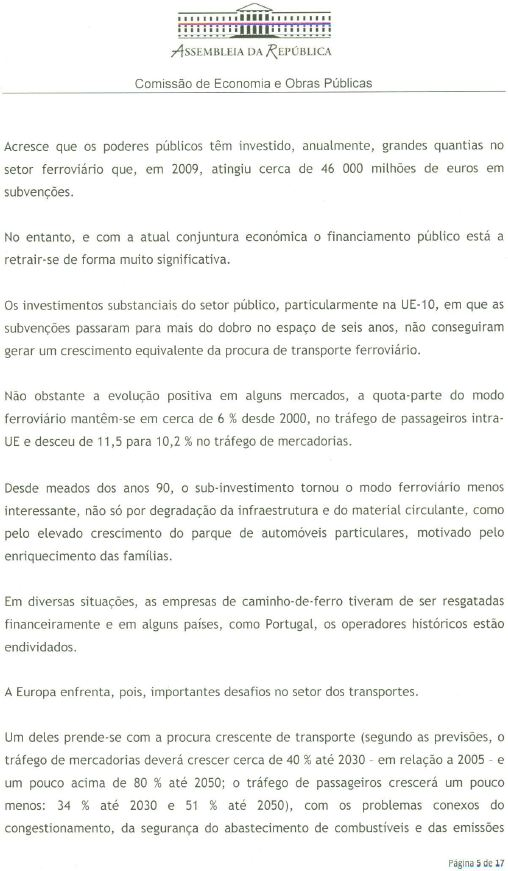 ASSEMBLEIA DA REPÚBLICA
Comissão de Economia e Obras Públicas
Acresce que os poderes públicos têm investido, anualmente, grandes quantias no
setor ferroviário que, em 2009, atingiu cerca de 46 000 milhões de euros em
subvenções.
No entanto, e com a atual conjuntura económica o financiamento público está a
retrair-se de forma muito significativa.
Os investimentos substanciais do setor público, particularmente na UE-10, em que as
subvenções passaram para mais do dobro no espaço de seis anos, não conseguiram
gerar um crescimento equivalente da procura de transporte ferroviário.
Não obstante a evolução positiva em alguns mercados, a quota-parte do modo
ferroviário mantêm-se em cerca de 6 % desde 2000, no tráfego de passageiros intra-
UE e desceu de 11,5 para 10,2 % no tráfego de mercadorias.
Desde meados dos anos 90, o sub-investimento tornou o modo ferroviário menos
interessante, não só por degradação da infraestrutura e do material circulante, como
pelo elevado crescimento do parque de automóveis particulares, motivado pelo
enriquecimento das famílias.
Em diversas situações, as empresas de caminho-de-ferro tiveram de ser resgatadas
financeiramente e em alguns países, como Portugal, os operadores históricos estão
endividados.
A Europa enfrenta, pois, importantes desafios no setor dos transportes.
Um deles prende-se com a procura crescente de transporte (segundo as previsões, o
tráfego de mercadorias deverá crescer cerca de 40 % até 2030 – em relação a 2005 – e
um pouco acima de 80 % até 2050; o tráfego de passageiros crescerá um pouco
menos: 34 % até 2030 e 51 % até 2050), com os problemas conexos do
congestionamento, da segurança do abastecimento de combustíveis e das emissões
Página 5 de 17